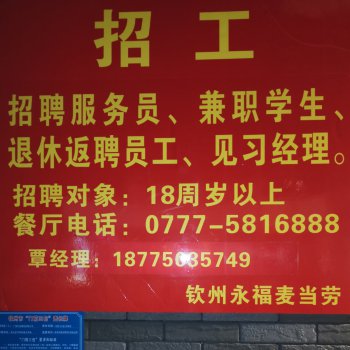 招工
招聘服务员、兼职学生、
退休返聘员工、见习经理。
招聘对象：18周岁以上
餐厅电话：0777-5816888
覃经理：18775035749
钦州永福麦当劳